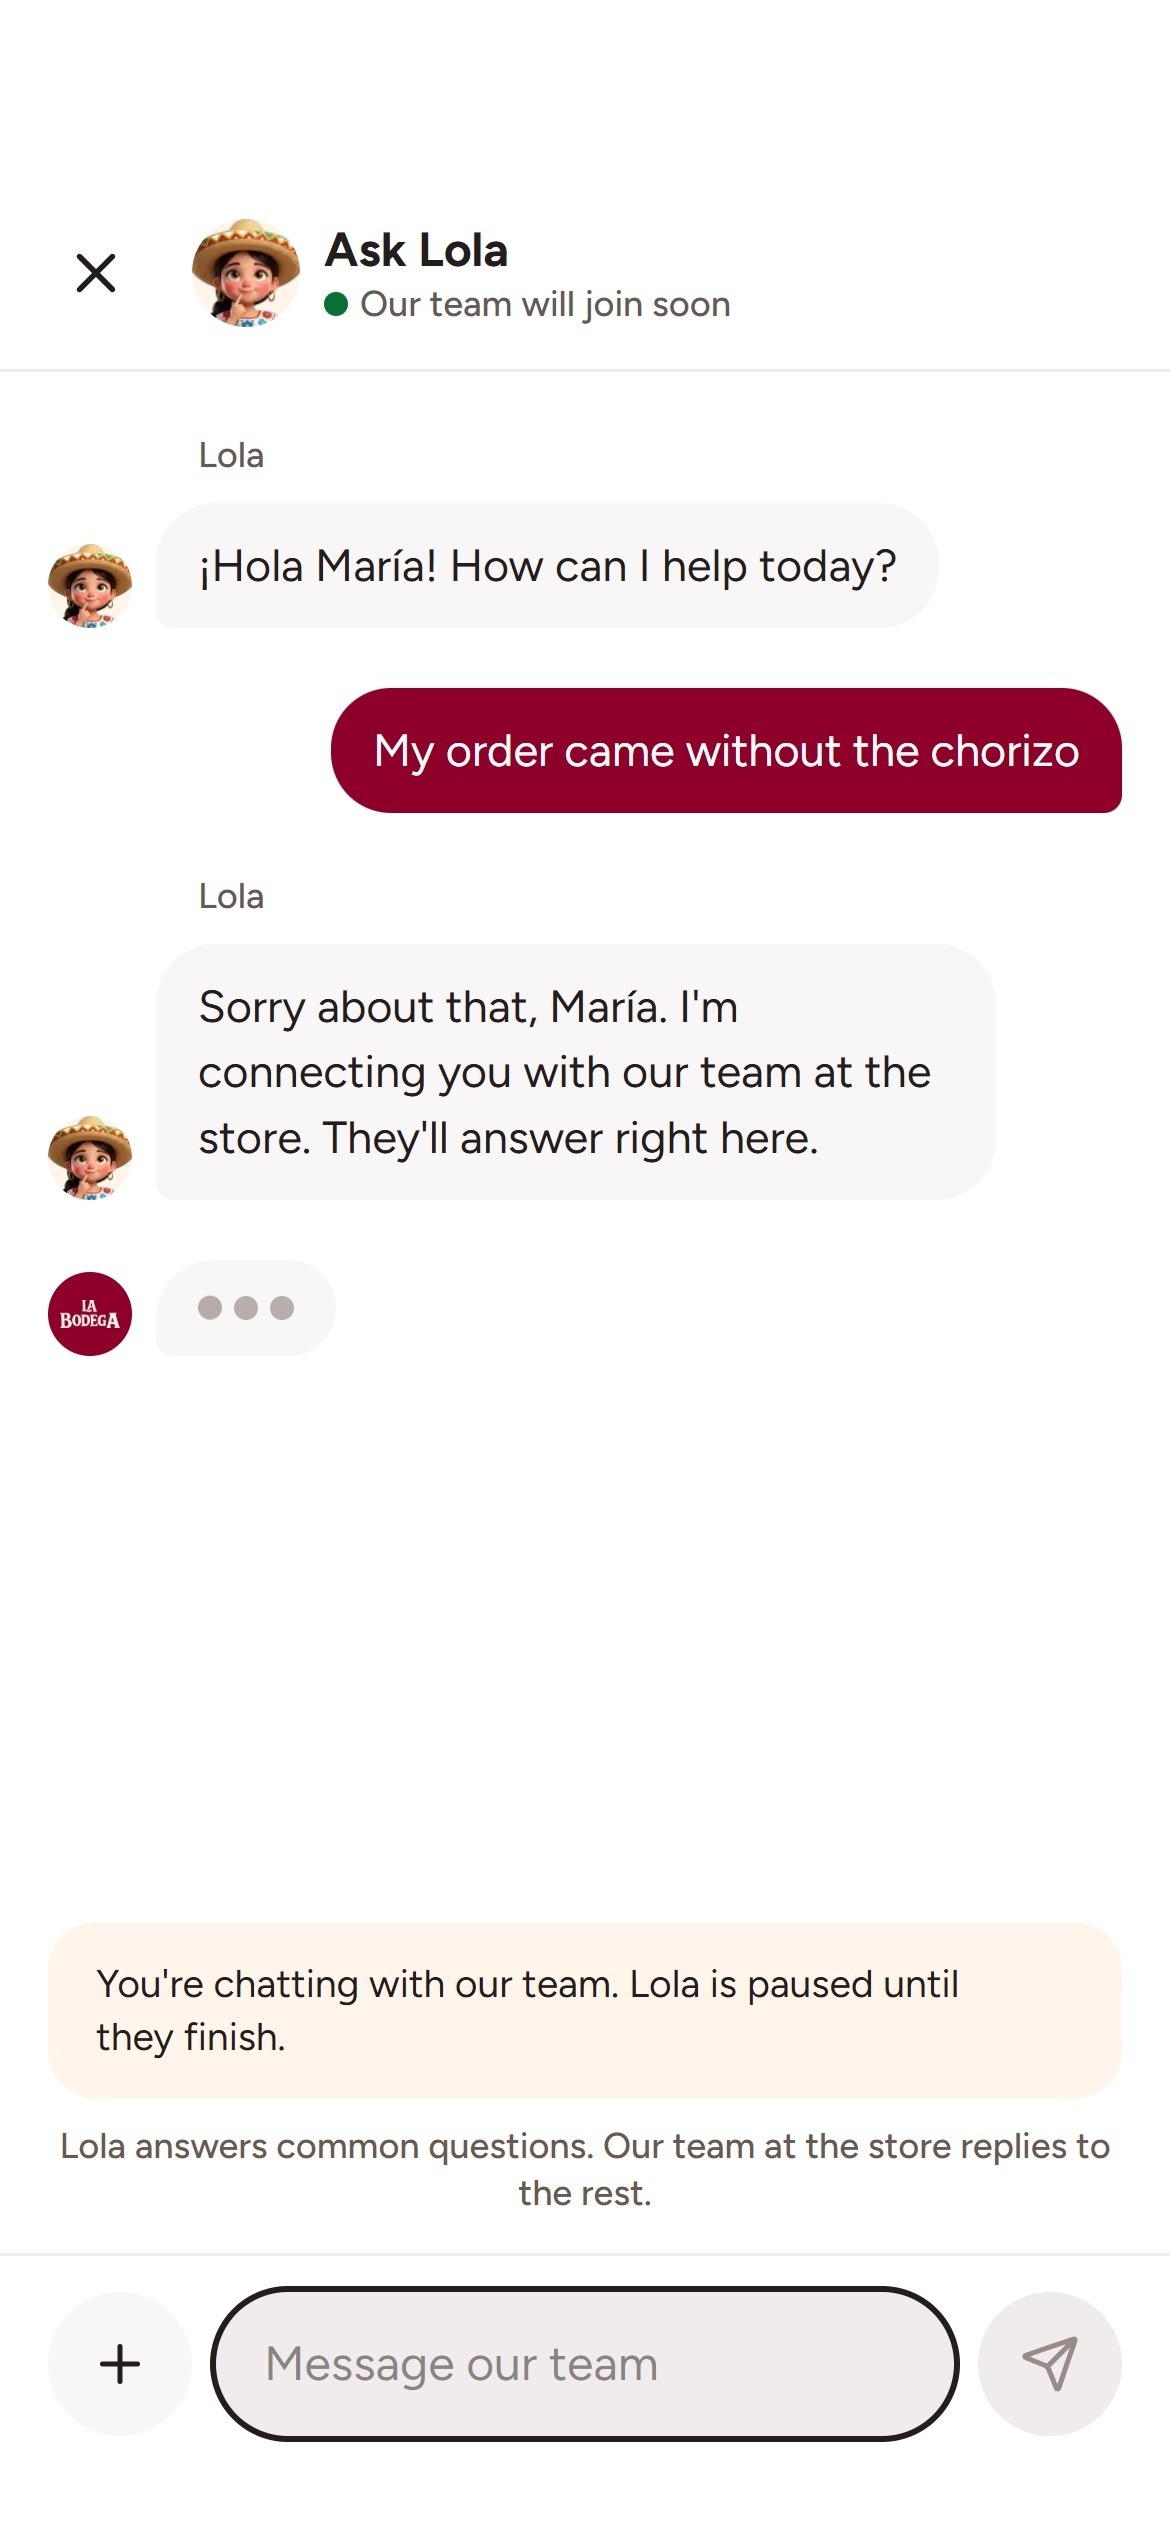 Ask Lola
Our team will join soon
Lola
¡Hola María! How can I help today?
My order came without the chorizo
Lola
Sorry about that, María. I'm
connecting you with our team at the
store. They'll answer right here.
LA
BODEGA
You're chatting with our team. Lola is paused until
they finish.
Lola answers common questions. Our team at the store replies to
the rest.
Message our team